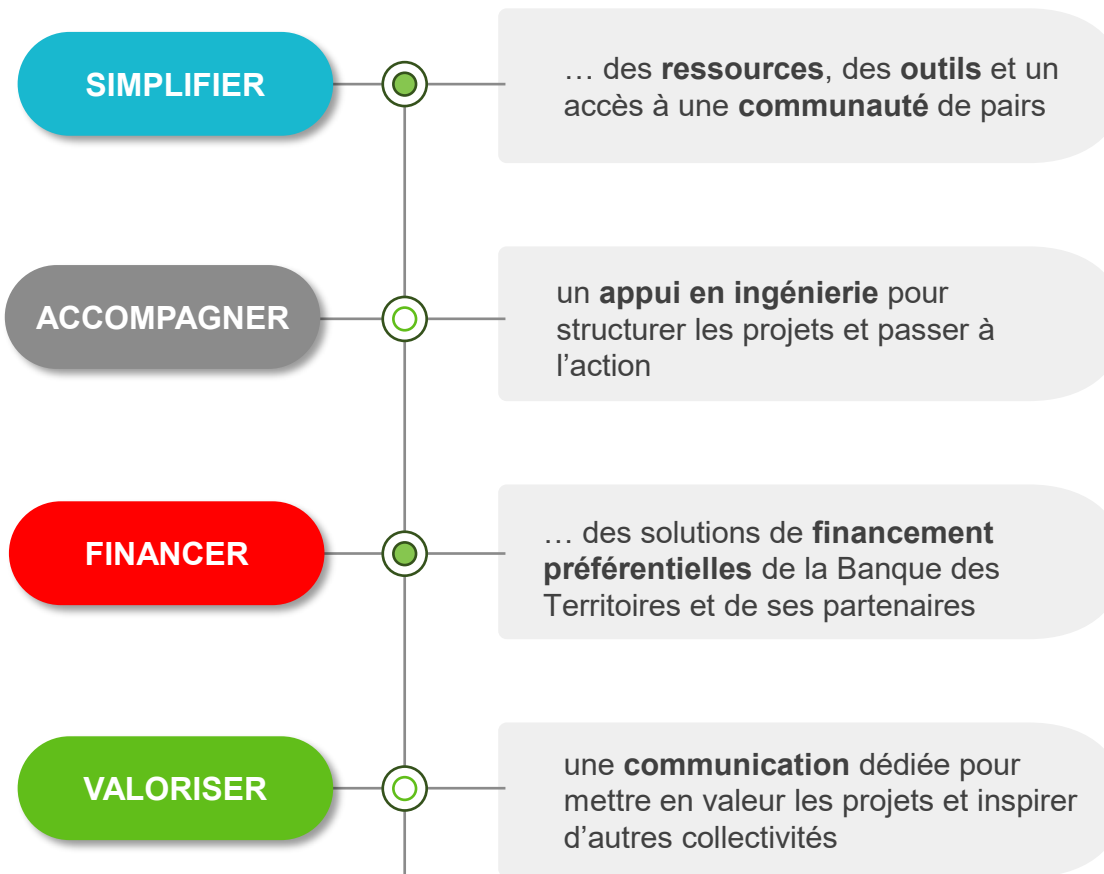 SIMPLIFIER
… des ressources, des outils et un
accès à une communauté de pairs
ACCOMPAGNER
un appui en ingénierie pour
structurer les projets et passer à
l’action
FINANCER
… des solutions de financement
préférentielles de la Banque des
Territoires et de ses partenaires
VALORISER
une communication dédiée pour
mettre en valeur les projets et inspirer
d’autres collectivités